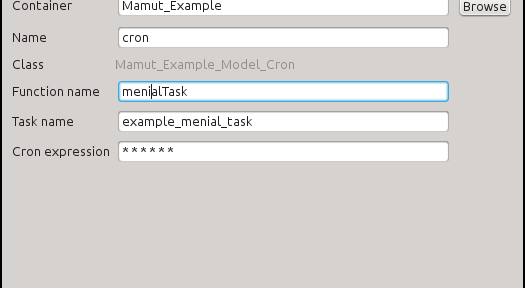 Container Mamut_Example Browse
Name cron
Class Mamut_Example_Model_Cron
Function name menialTask
Task name example_menial_task
Cron expression * * * * * *